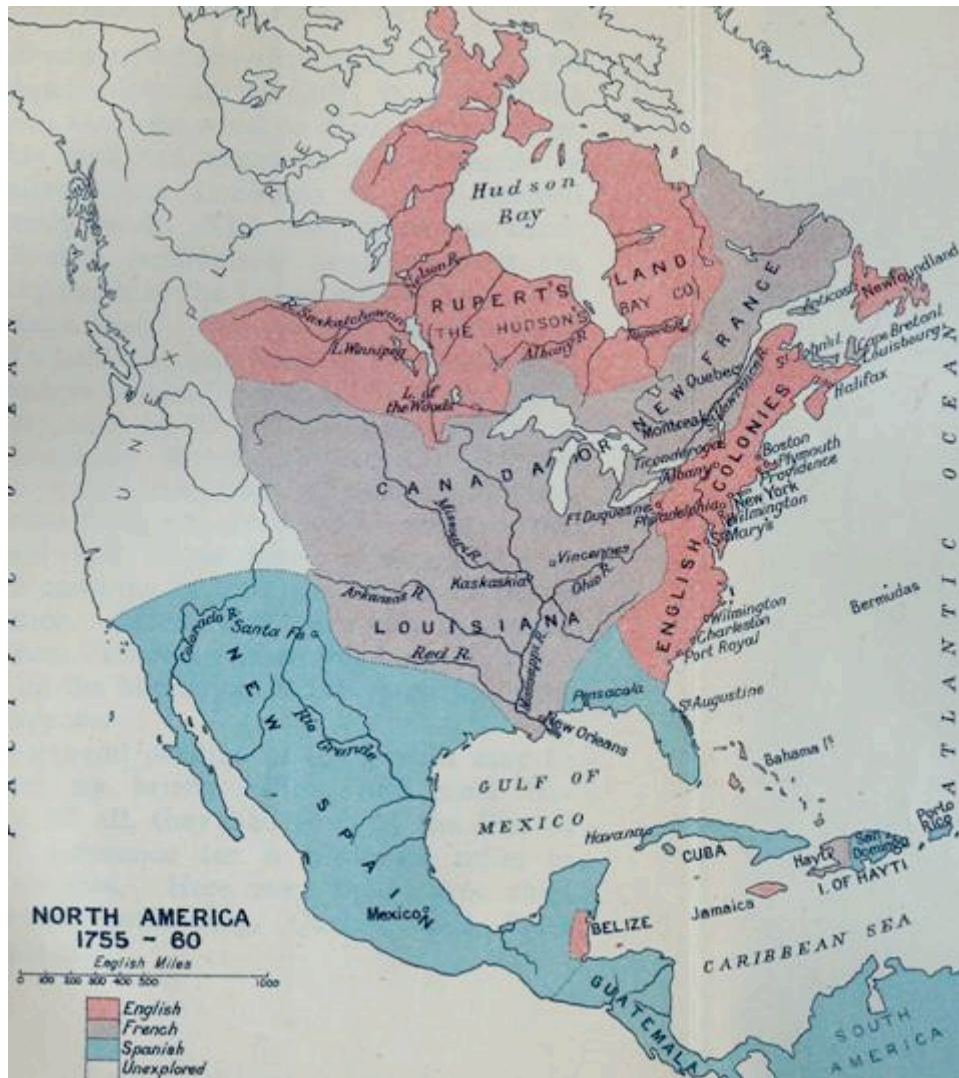 Hudson
Bay
Nelson R.
RUPERT'S
LAND
(THE HUDSON'S
BAY CO)
R. Saskatchewan
L. Winnipeg
Albany R.
L. of
the Woods
Newfoundland
Anticosti
Cape Breton I.
Louisbourg
Halifax
CANADA OR NEW FRANCE
Quebec
Montreal
St Lawrence R.
Ticonderoga
Albany
Boston
Plymouth
Providence
New York
Philadelphia
Wilmington
St Mary's
Ft Duquesne
ENGLISH COLONIES
Missouri R.
Vincennes
Kaskaskia
Ohio R.
Arkansas R.
LOUISIANA
Mississippi R.
Red R.
Wilmington
Charleston
Port Royal
Bermudas
UNEXPLORED
Colorado R.
Santa Fe
NEW SPAIN
Rio Grande
Pensacola
St Augustine
New Orleans
GULF OF
MEXICO
Bahama Is
Havana
CUBA
Hayti
San
Domingo
Porto
Rico
I. OF HAYTI
Jamaica
Mexico
BELIZE
CARIBBEAN SEA
GUATEMALA
SOUTH
AMERICA
PACIFIC OCEAN
ATLANTIC OCEAN
NORTH AMERICA
1755 - 60
English Miles
0 100 200 300 400 500 1000
English
French
Spanish
Unexplored